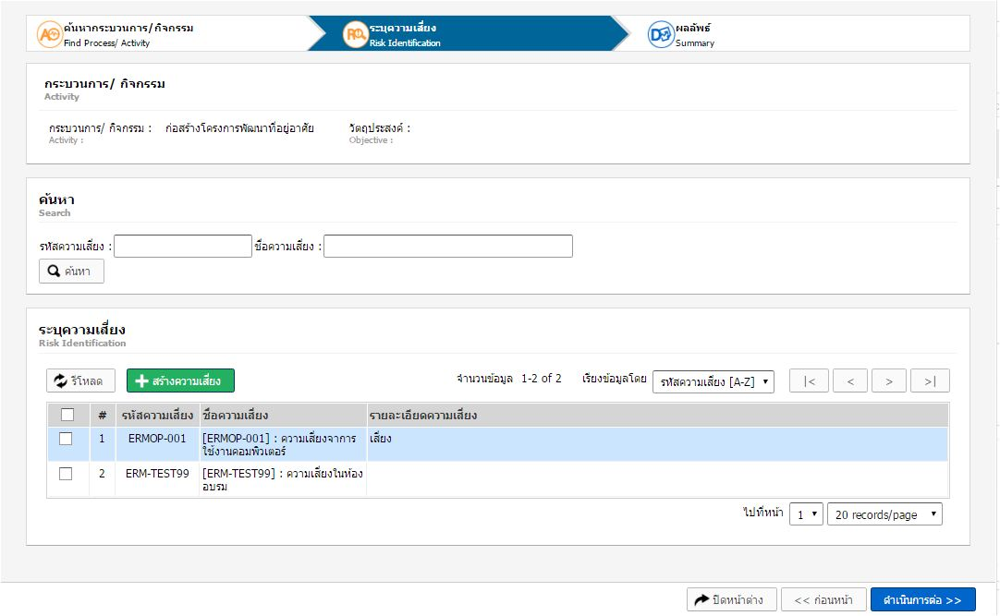 ค้นหากระบวนการ/กิจกรรม
Find Process/ Activity
ระบุความเสี่ยง
Risk Identification
ผลลัพธ์
Summary
กระบวนการ/ กิจกรรม
Activity
กระบวนการ/ กิจกรรม : ก่อสร้างโครงการพัฒนาที่อยู่อาศัย วัตถุประสงค์ :
Activity : Objective :
ค้นหา
Search
รหัสความเสี่ยง : ชื่อความเสี่ยง :
ค้นหา
ระบุความเสี่ยง
Risk Identification
รีโหลด สร้างความเสี่ยง จำนวนข้อมูล 1-2 of 2 เรียงข้อมูลโดย รหัสความเสี่ยง [A-Z] |< < > >|
# รหัสความเสี่ยง ชื่อความเสี่ยง รายละเอียดความเสี่ยง
1 ERMOP-001 [ERMOP-001] : ความเสี่ยงจาการ เสี่ยง
ใช้งานคอมพิวเตอร์
2 ERM-TEST99 [ERM-TEST99] : ความเสี่ยงในห้อง
อบรม
ไปที่หน้า 1 20 records/page
ปิดหน้าต่าง << ก่อนหน้า ดำเนินการต่อ >>